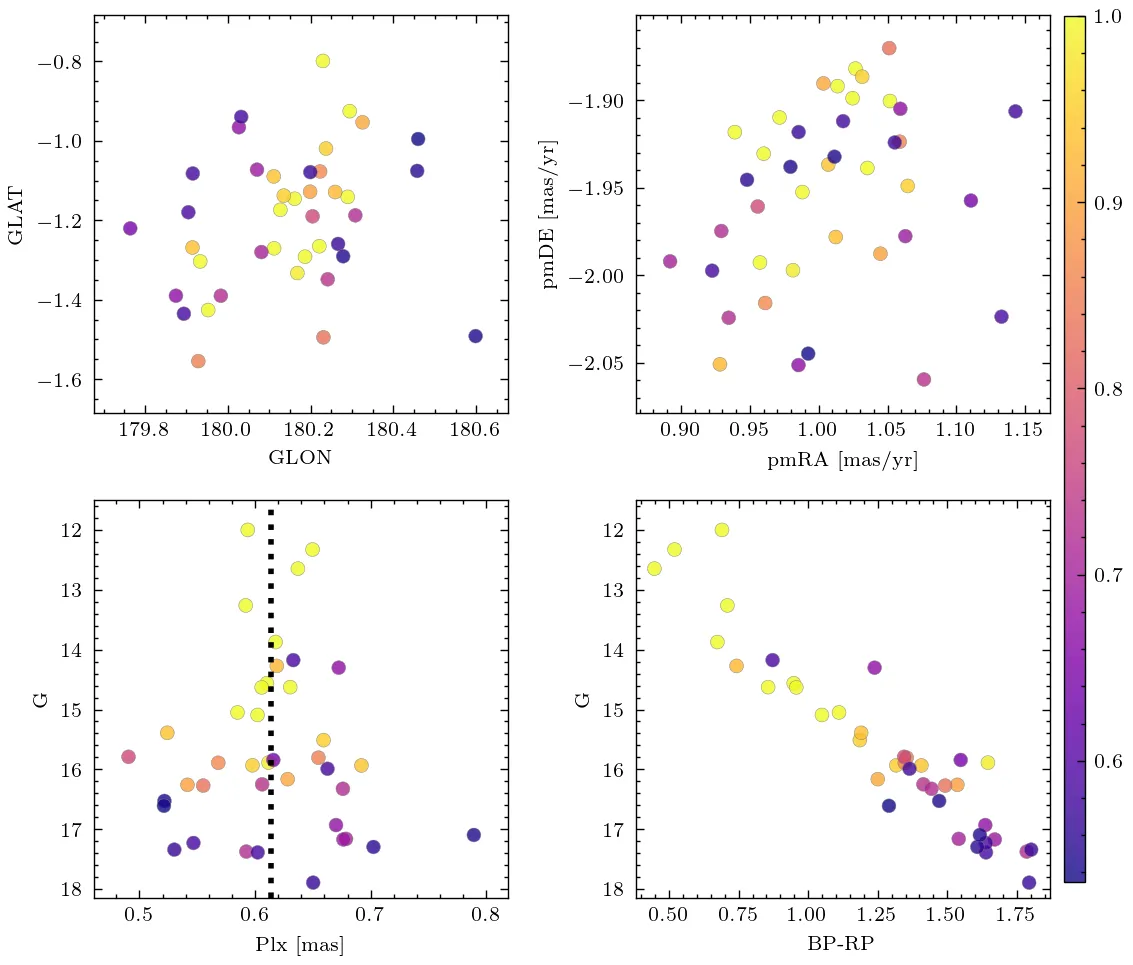 −0.8
−1.0
−1.2
−1.4
−1.6
GLAT
179.8 180.0 180.2 180.4 180.6
GLON
−1.90
−1.95
−2.00
−2.05
pmDE [mas/yr]
0.90 0.95 1.00 1.05 1.10 1.15
pmRA [mas/yr]
12
13
14
15
16
17
18
G
0.5 0.6 0.7 0.8
Plx [mas]
12
13
14
15
16
17
18
G
0.50 0.75 1.00 1.25 1.50 1.75
BP-RP
1.0
0.9
0.8
0.7
0.6